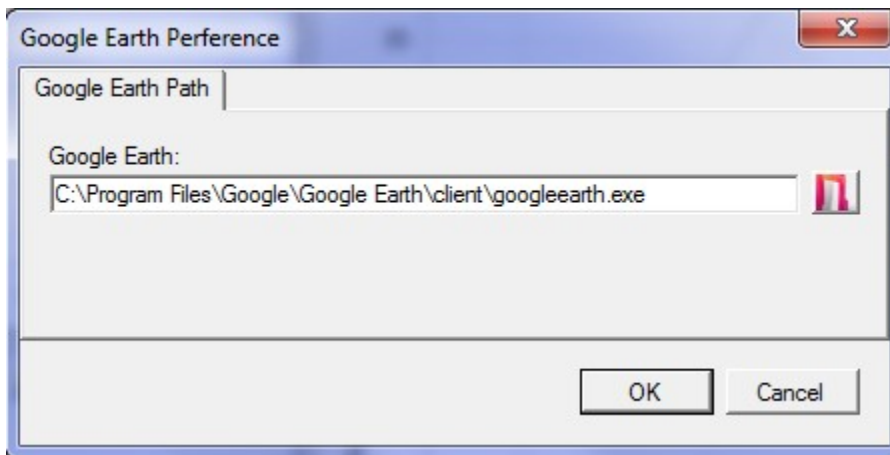 Google Earth Perference
Google Earth Path
Google Earth:
C:\Program Files\Google\Google Earth\client\googleearth.exe
OK
Cancel